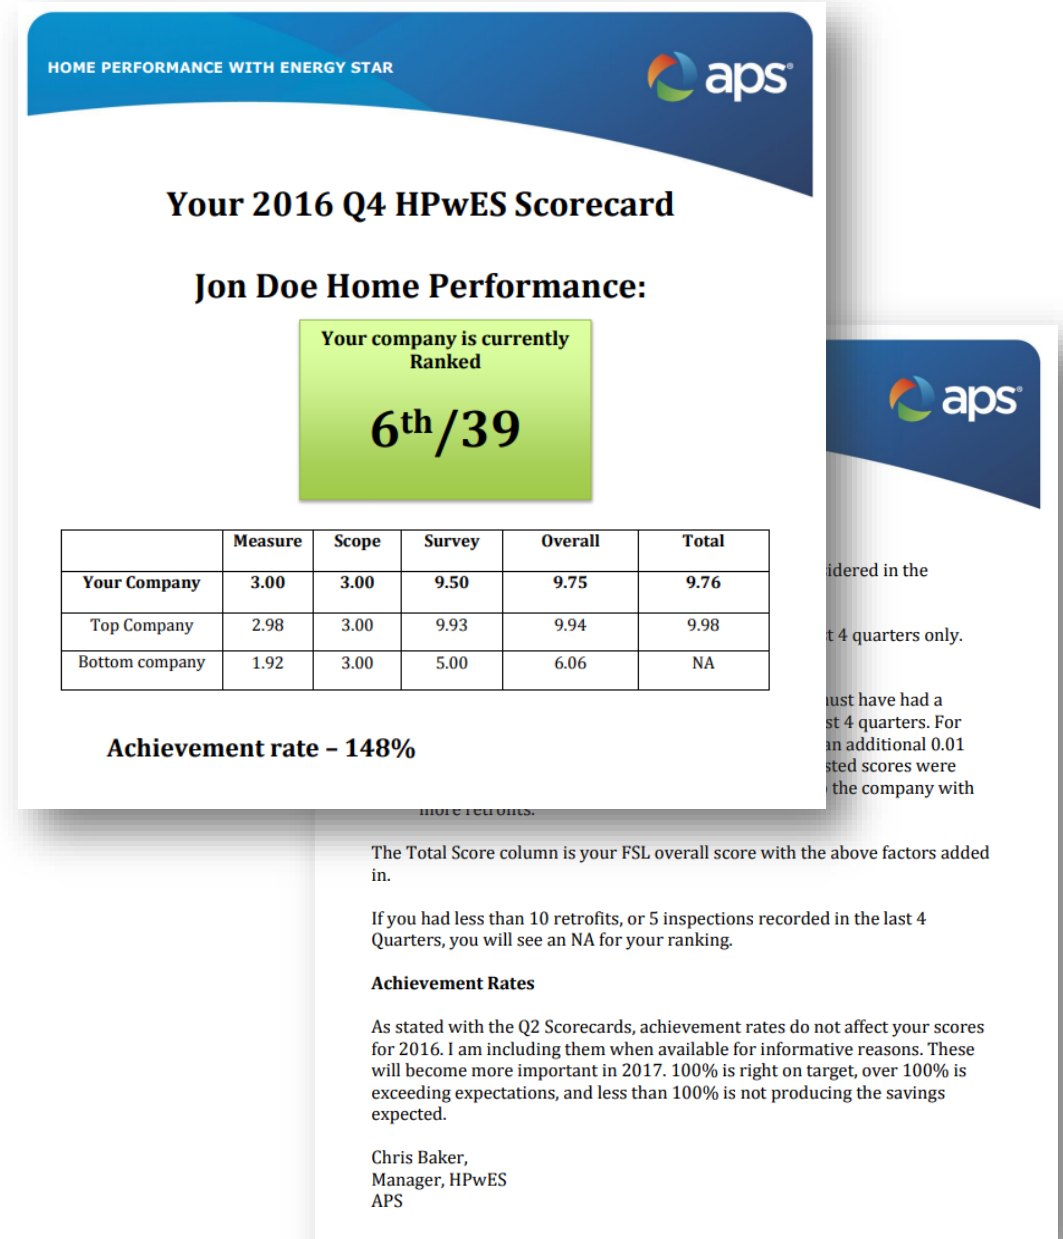 HOME PERFORMANCE WITH ENERGY STAR
aps
Your 2016 Q4 HPwES Scorecard
Jon Doe Home Performance:
Your company is currently
Ranked
6th/39
Measure Scope Survey Overall Total
Your Company 3.00 3.00 9.50 9.75 9.76
Top Company 2.98 3.00 9.93 9.94 9.98
Bottom company 1.92 3.00 5.00 6.06 NA
Achievement rate – 148%
aps
in the
4 quarters only.
have had a
4 quarters. For
an additional 0.01
scores were
the company with
more retrofits.
The Total Score column is your FSL overall score with the above factors added
in.
If you had less than 10 retrofits, or 5 inspections recorded in the last 4
Quarters, you will see an NA for your ranking.
Achievement Rates
As stated with the Q2 Scorecards, achievement rates do not affect your scores
for 2016. I am including them when available for informative reasons. These
will become more important in 2017. 100% is right on target, over 100% is
exceeding expectations, and less than 100% is not producing the savings
expected.
Chris Baker,
Manager, HPwES
APS